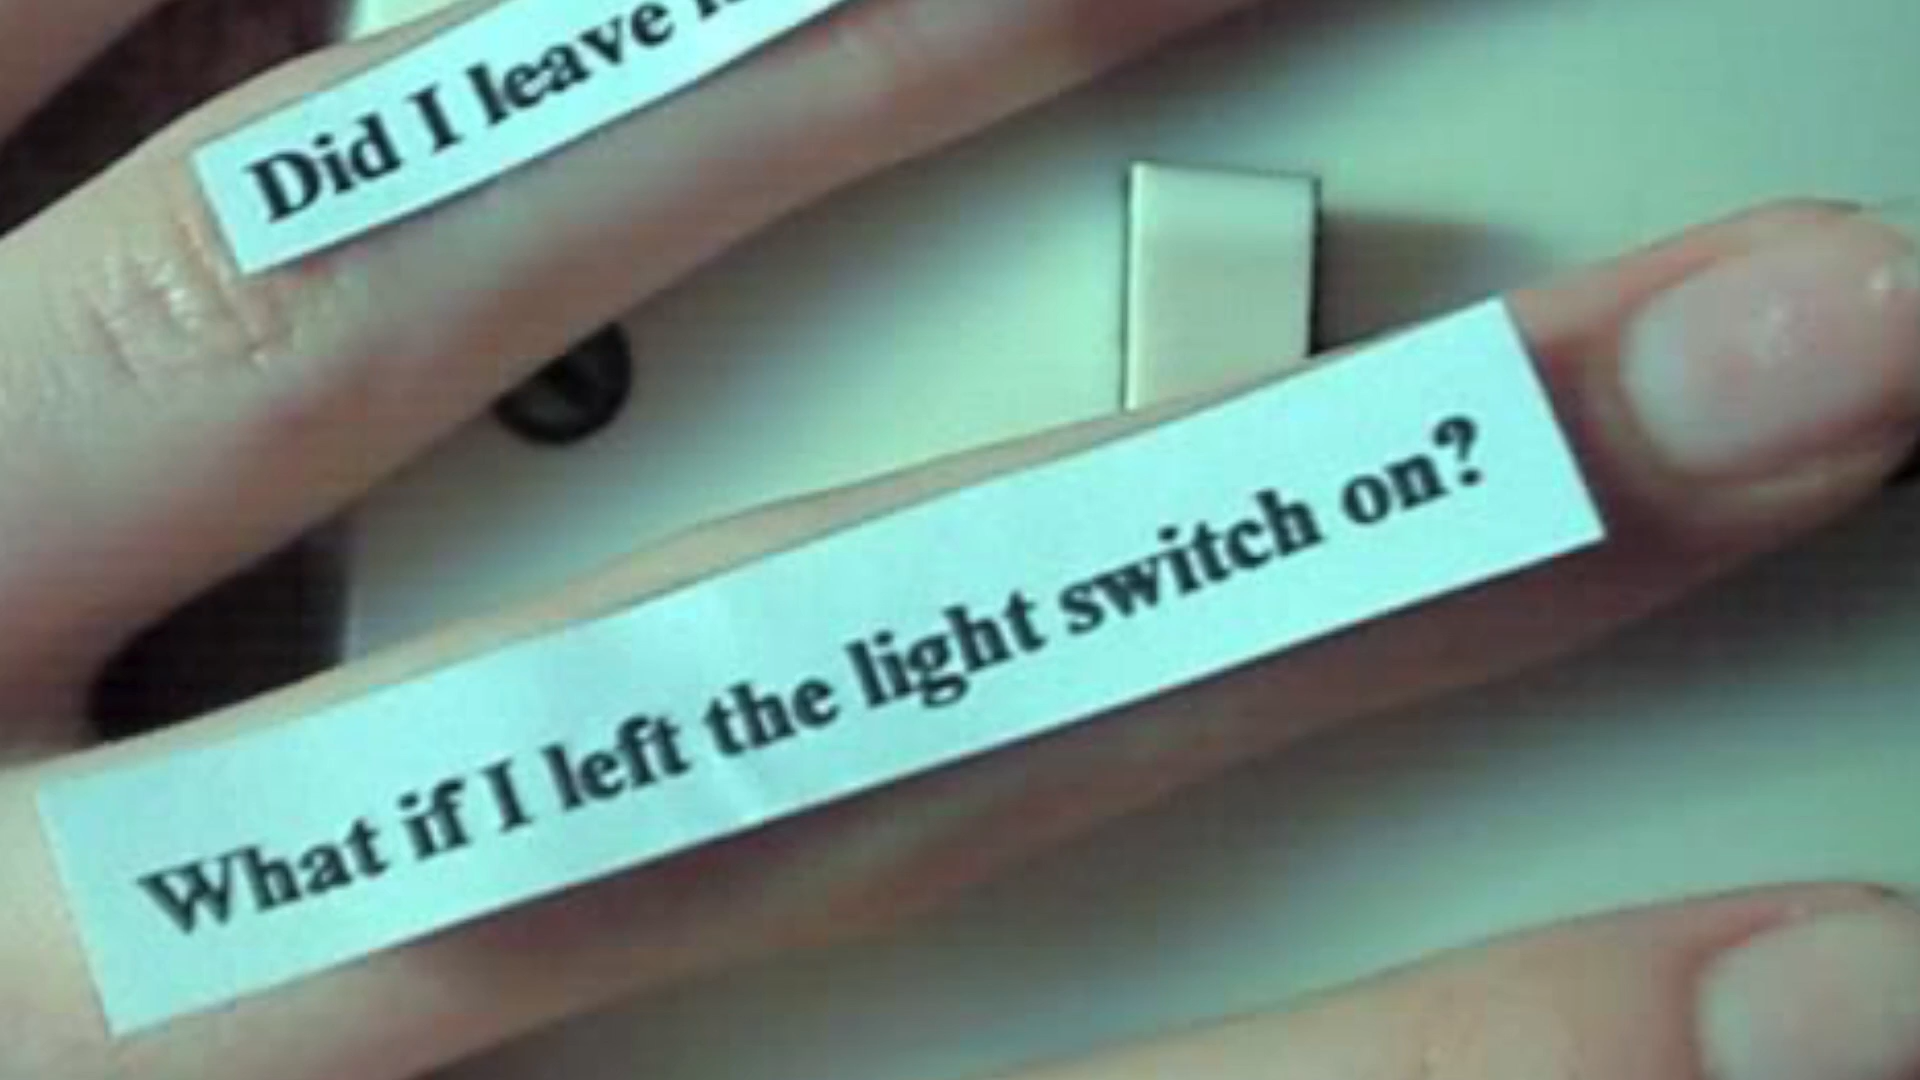 Did I leave
What if I left the light switch on?